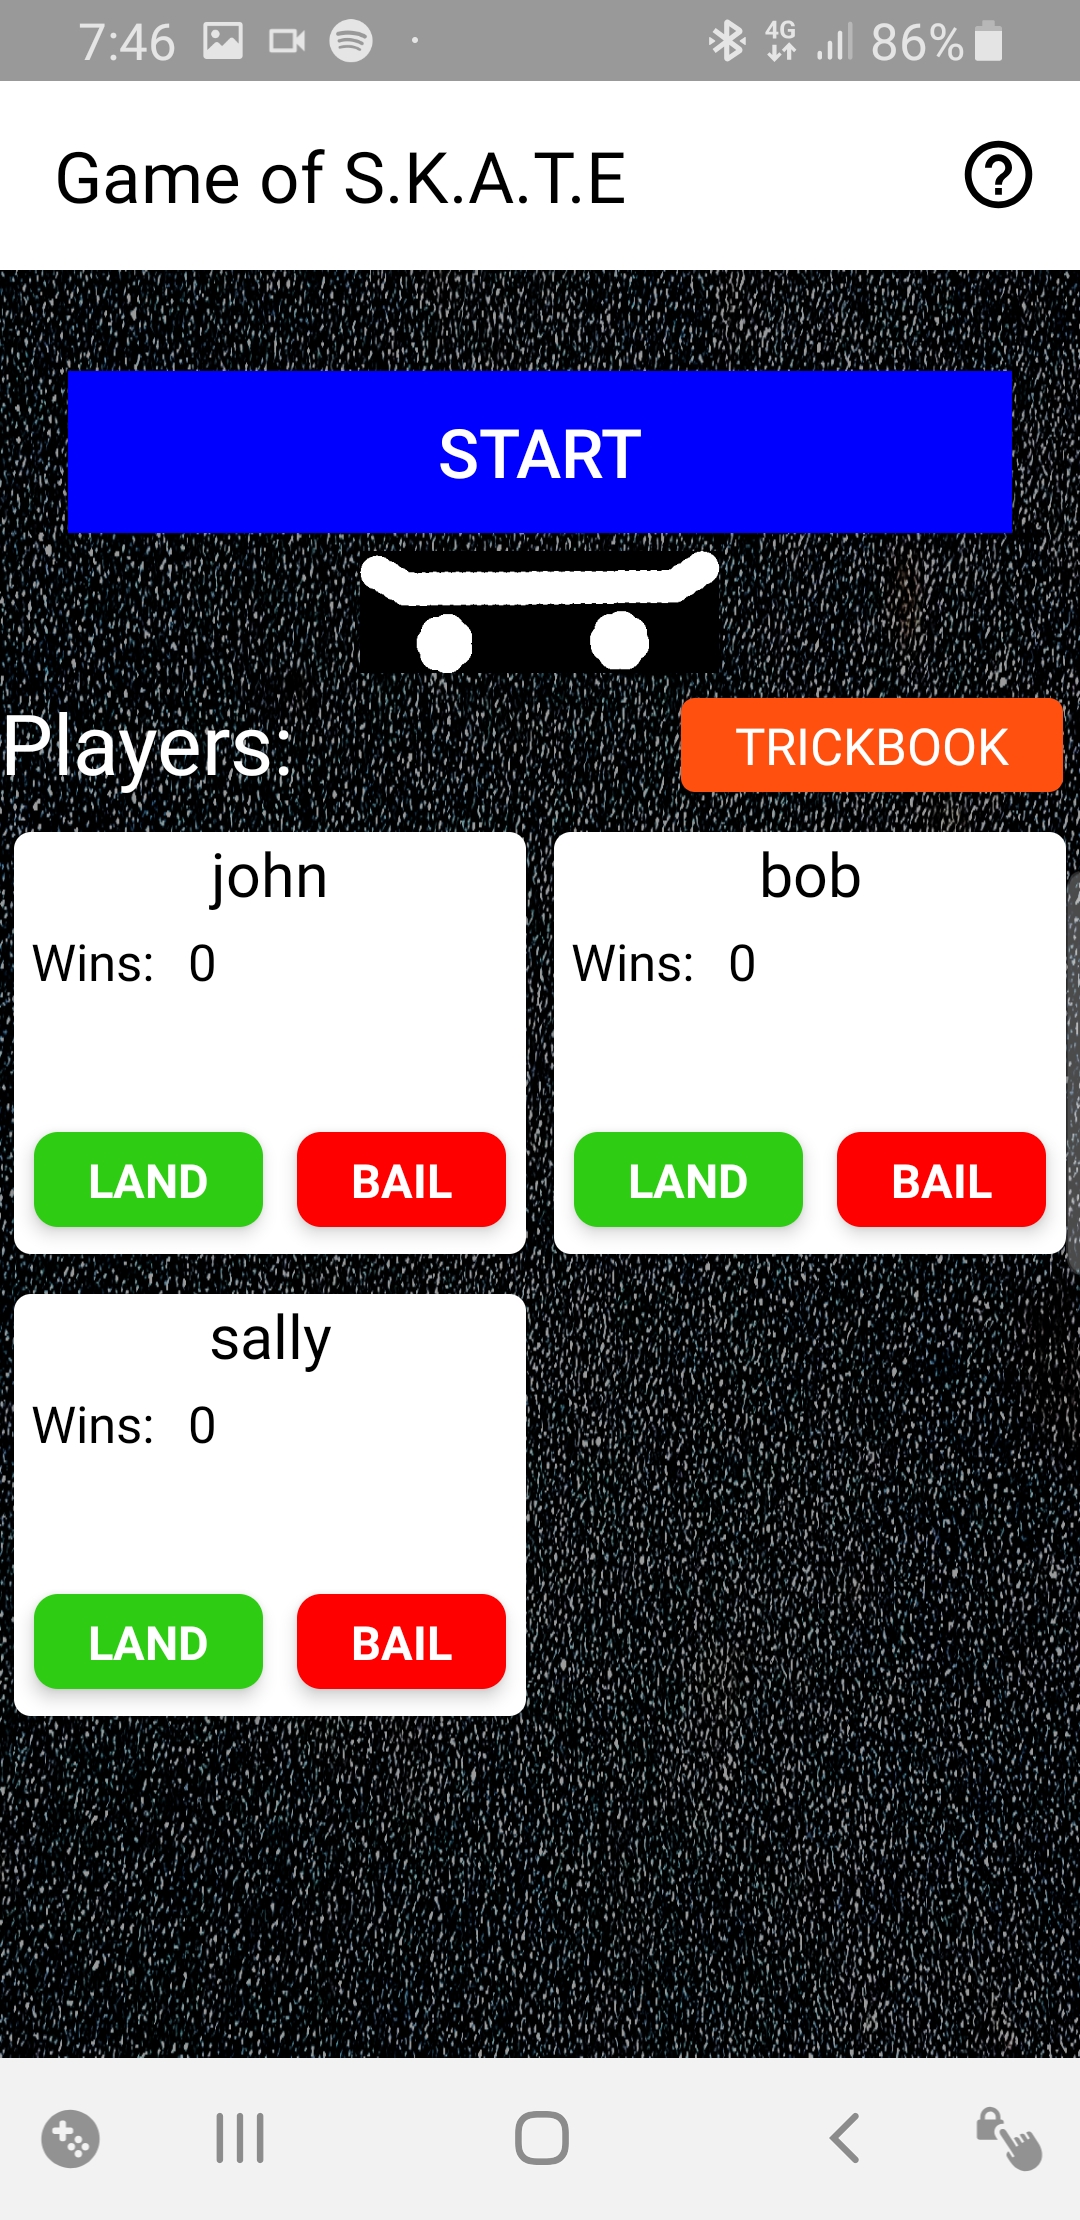 7:46 4G 86%
Game of S.K.A.T.E ?
START
Players: TRICKBOOK
john bob
Wins: 0 Wins: 0
LAND BAIL LAND BAIL
sally
Wins: 0
LAND BAIL